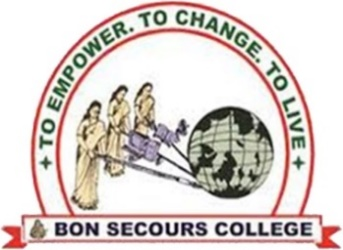 + TO EMPOWER. TO CHANGE. TO LIVE +
BON SECOURS COLLEGE